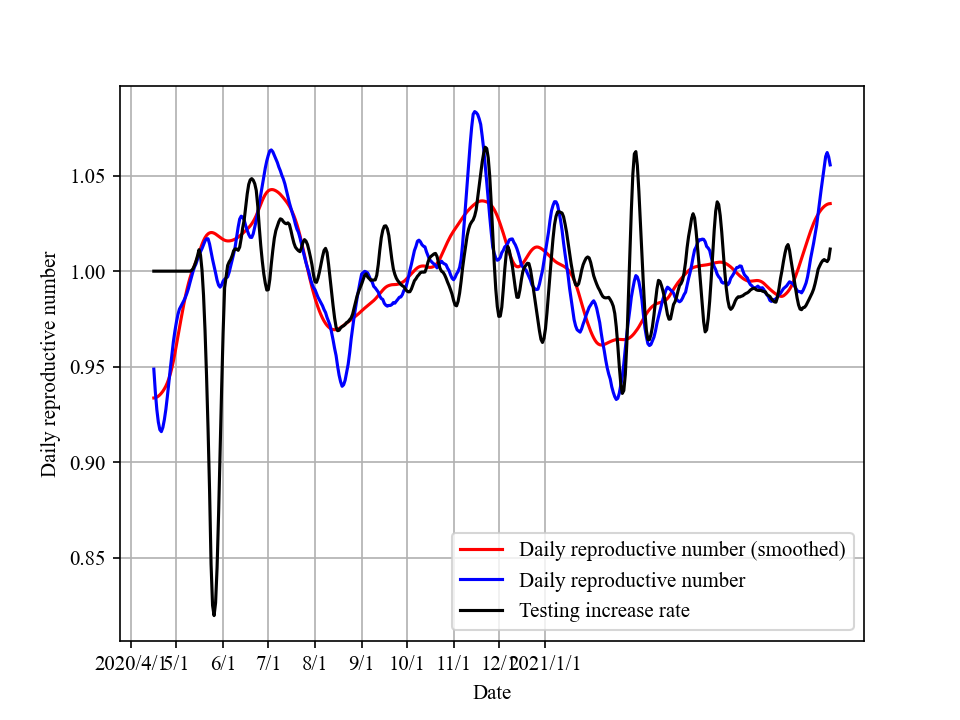 Daily reproductive number
1.05
1.00
0.95
0.90
0.85
Daily reproductive number (smoothed)
Daily reproductive number
Testing increase rate
2020/4/1 5/1 6/1 7/1 8/1 9/1 10/1 11/1 12/1 2021/1/1
Date